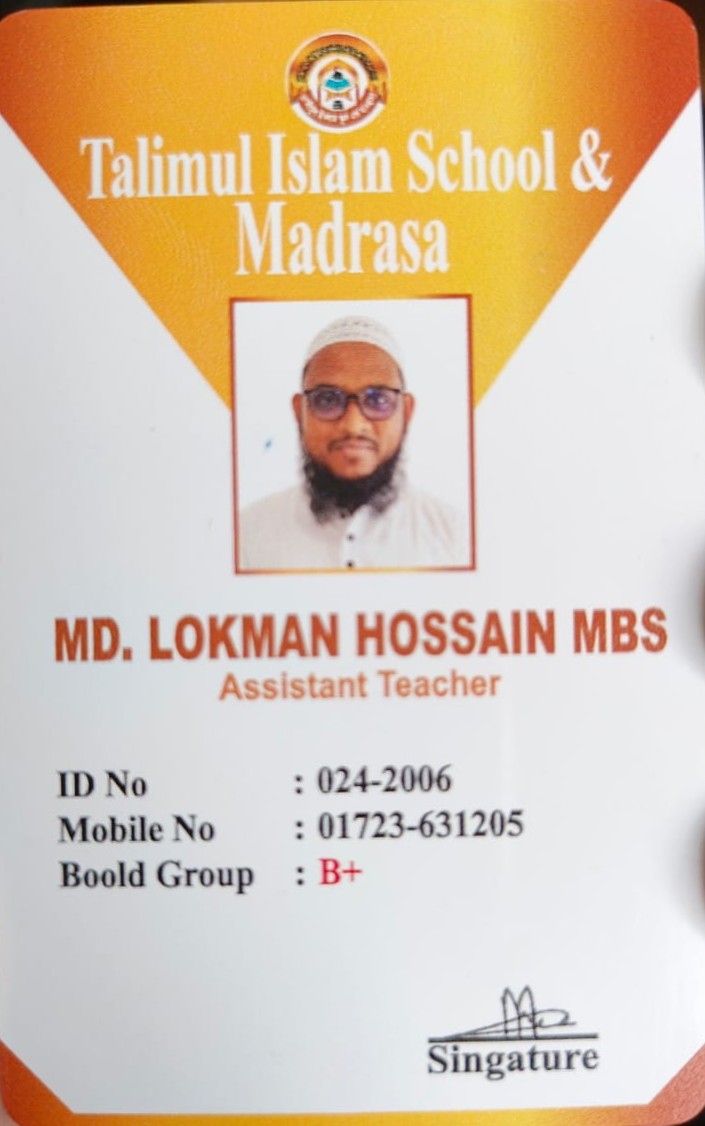 Talimul Islam School &
Madrasa
MD. LOKMAN HOSSAIN MBS
Assistant Teacher
ID No : 024-2006
Mobile No : 01723-631205
Boold Group : B+
Singature